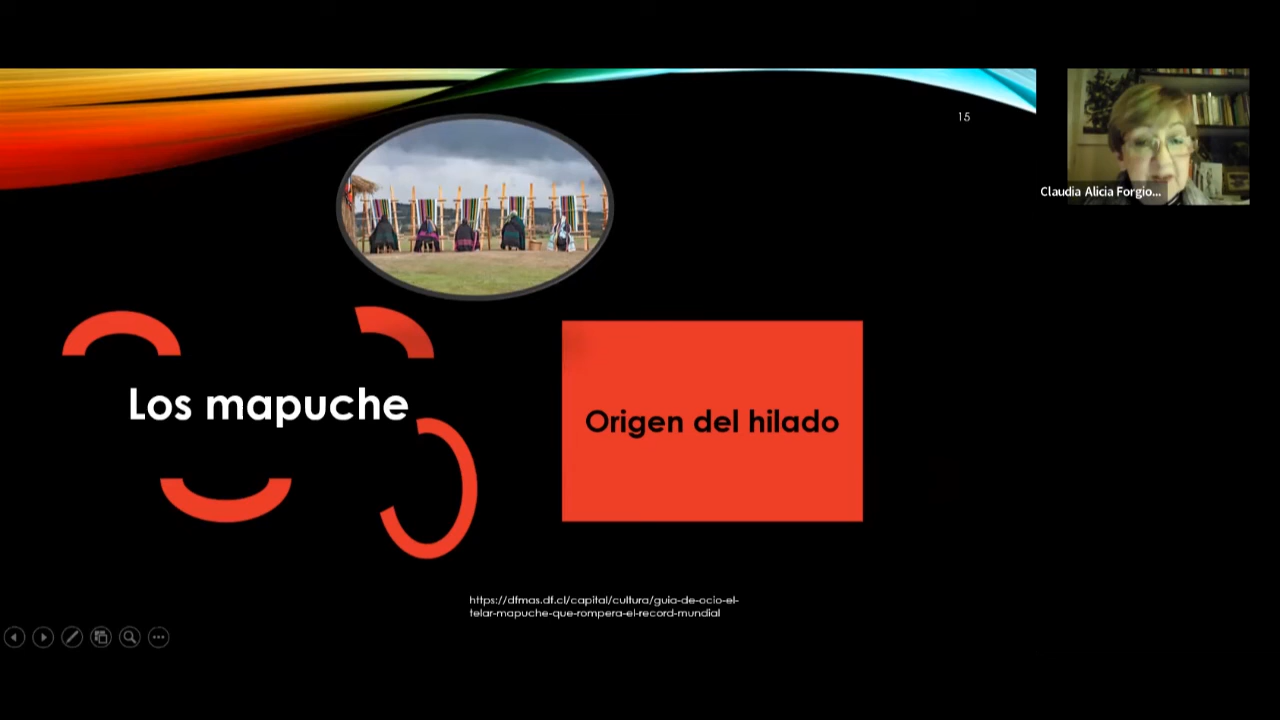 15
Claudia Alicia Forgio...
Los mapuche
Origen del hilado
https://dfmas.df.cl/capital/cultura/guia-de-ocio-el-
telar-mapuche-que-rompera-el-record-mundial